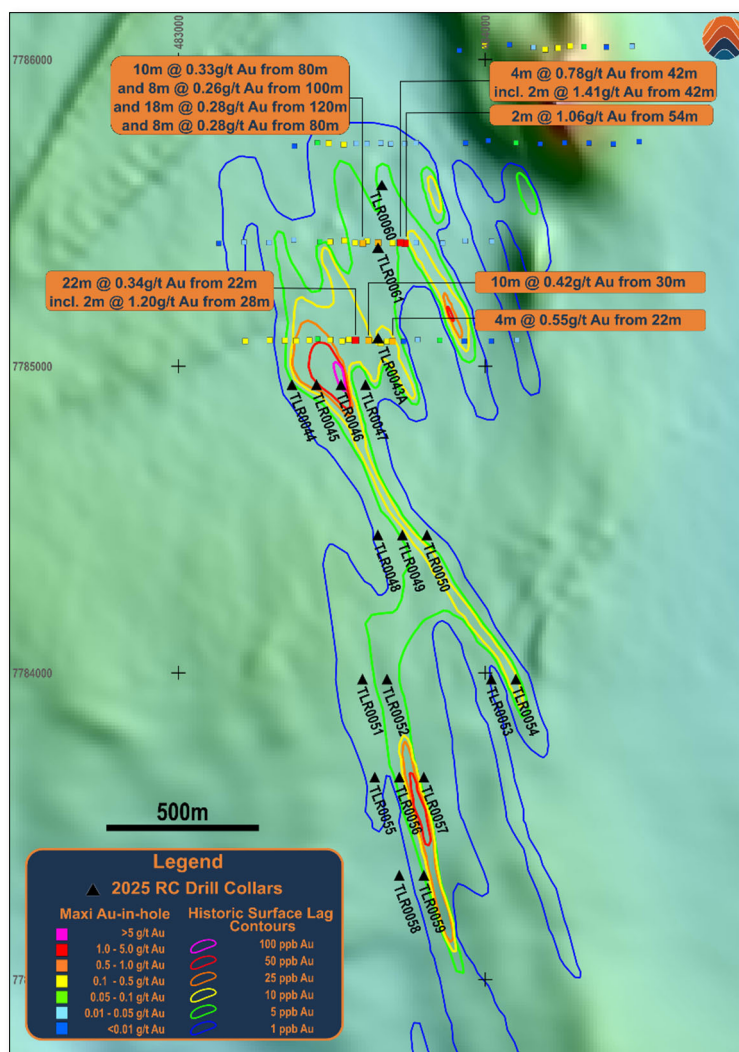 483000
7786000
10m @ 0.33g/t Au from 80m
and 8m @ 0.26g/t Au from 100m
and 18m @ 0.28g/t Au from 120m
and 8m @ 0.28g/t Au from 80m
4m @ 0.78g/t Au from 42m
incl. 2m @ 1.41g/t Au from 42m
2m @ 1.06g/t Au from 54m
TLR0060
TLR0061
22m @ 0.34g/t Au from 22m
incl. 2m @ 1.20g/t Au from 28m
10m @ 0.42g/t Au from 30m
4m @ 0.55g/t Au from 22m
7785000
TLR0043A
TLR0044
TLR0045
TLR0046
TLR0047
TLR0048
TLR0049
TLR0050
7784000
TLR0051
TLR0052
TLR0053
TLR0054
TLR0055
TLR0056
TLR0057
500m
TLR0058
TLR0059
Legend
2025 RC Drill Collars
Maxi Au-in-hole
>5 g/t Au
1.0 - 5.0 g/t Au
0.5 - 1.0 g/t Au
0.1 - 0.5 g/t Au
0.05 - 0.1 g/t Au
0.01 - 0.05 g/t Au
<0.01 g/t Au
Historic Surface Lag
Contours
100 ppb Au
50 ppb Au
25 ppb Au
10 ppb Au
5 ppb Au
1 ppb Au